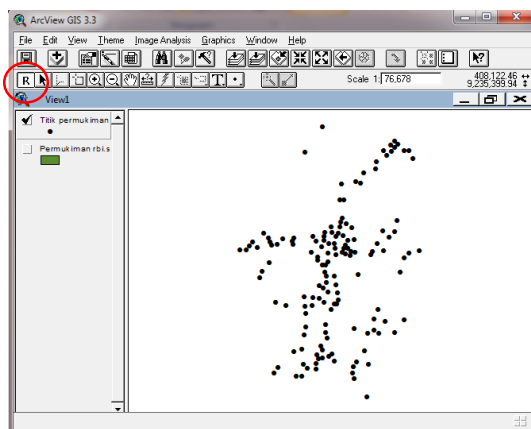 ArcView GIS 3.3
File Edit View Theme Image Analysis Graphics Window Help
R T Scale 1: 76,678 408,122.46
9,235,399.94
View1
Titik permukiman
Permukiman rbi.s